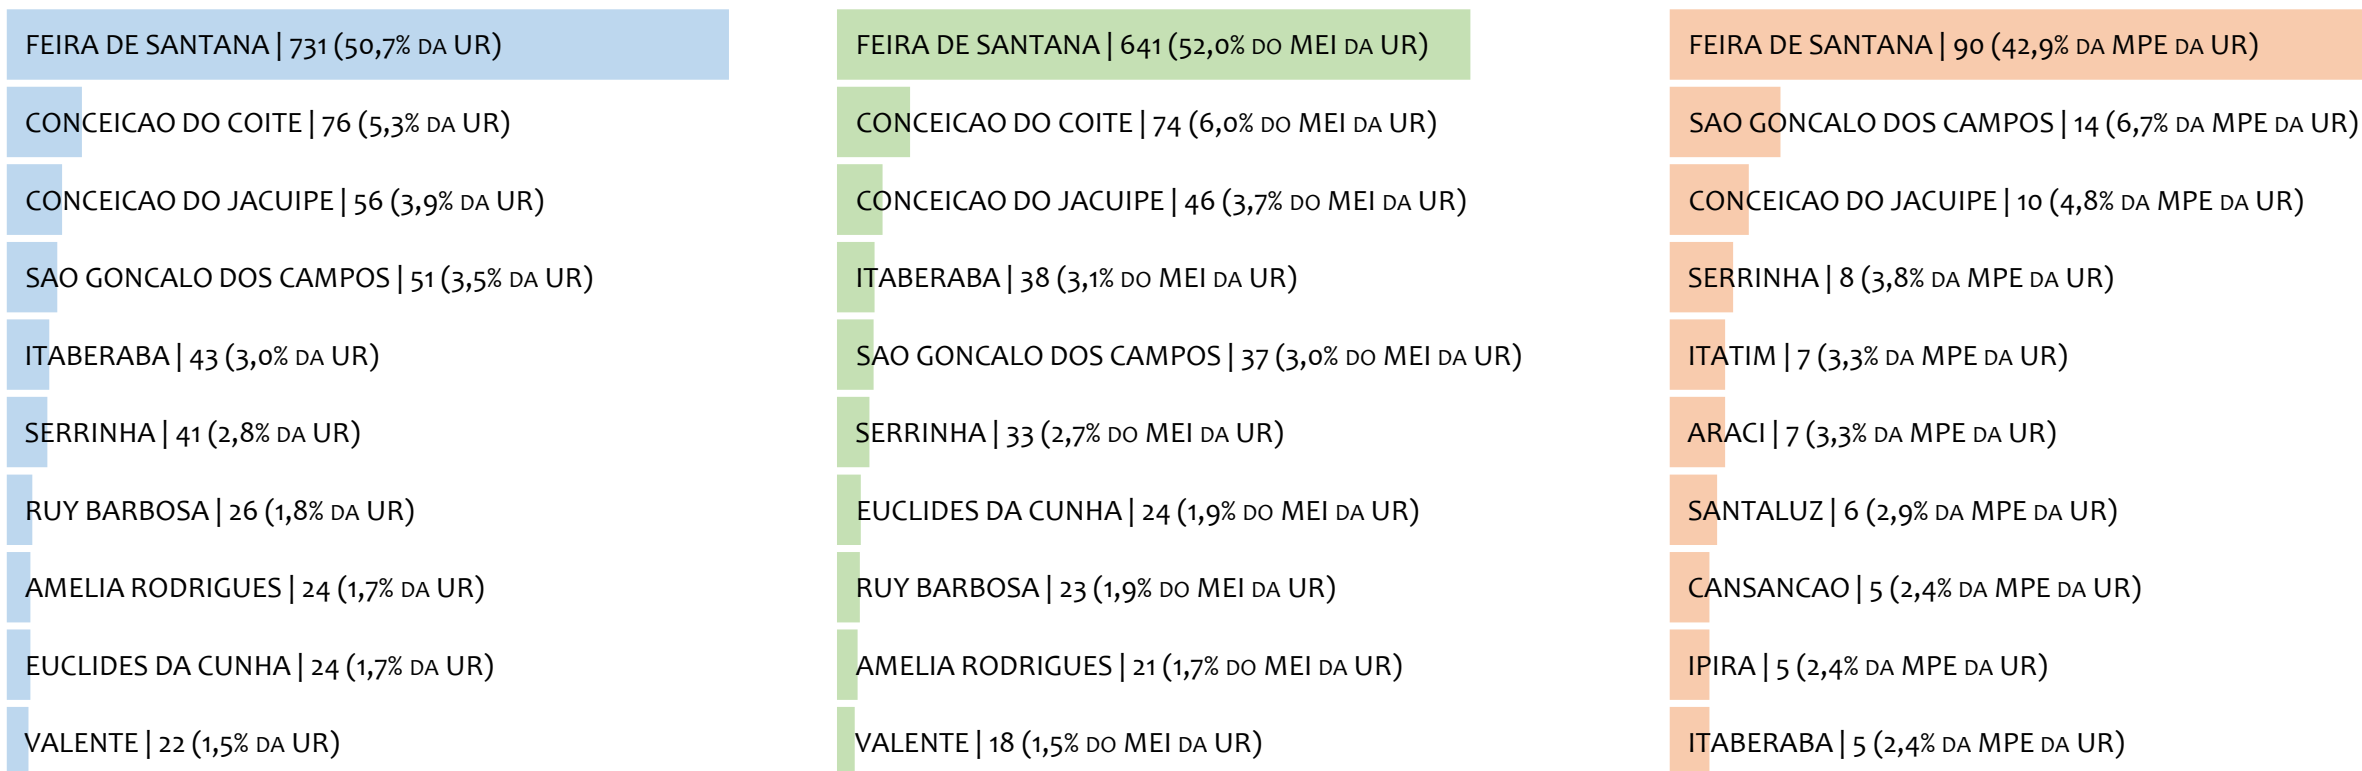 FEIRA DE SANTANA | 731 (50,7% DA UR)
CONCEICAO DO COITE | 76 (5,3% DA UR)
CONCEICAO DO JACUIPE | 56 (3,9% DA UR)
SAO GONCALO DOS CAMPOS | 51 (3,5% DA UR)
ITABERABA | 43 (3,0% DA UR)
SERRINHA | 41 (2,8% DA UR)
RUY BARBOSA | 26 (1,8% DA UR)
AMELIA RODRIGUES | 24 (1,7% DA UR)
EUCLIDES DA CUNHA | 24 (1,7% DA UR)
VALENTE | 22 (1,5% DA UR)
FEIRA DE SANTANA | 641 (52,0% DO MEI DA UR)
CONCEICAO DO COITE | 74 (6,0% DO MEI DA UR)
CONCEICAO DO JACUIPE | 46 (3,7% DO MEI DA UR)
ITABERABA | 38 (3,1% DO MEI DA UR)
SAO GONCALO DOS CAMPOS | 37 (3,0% DO MEI DA UR)
SERRINHA | 33 (2,7% DO MEI DA UR)
EUCLIDES DA CUNHA | 24 (1,9% DO MEI DA UR)
RUY BARBOSA | 23 (1,9% DO MEI DA UR)
AMELIA RODRIGUES | 21 (1,7% DO MEI DA UR)
VALENTE | 18 (1,5% DO MEI DA UR)
FEIRA DE SANTANA | 90 (42,9% DA MPE DA UR)
SAO GONCALO DOS CAMPOS | 14 (6,7% DA MPE DA UR)
CONCEICAO DO JACUIPE | 10 (4,8% DA MPE DA UR)
SERRINHA | 8 (3,8% DA MPE DA UR)
ITATIM | 7 (3,3% DA MPE DA UR)
ARACI | 7 (3,3% DA MPE DA UR)
SANTALUZ | 6 (2,9% DA MPE DA UR)
CANSANCAO | 5 (2,4% DA MPE DA UR)
IPIRA | 5 (2,4% DA MPE DA UR)
ITABERABA | 5 (2,4% DA MPE DA UR)